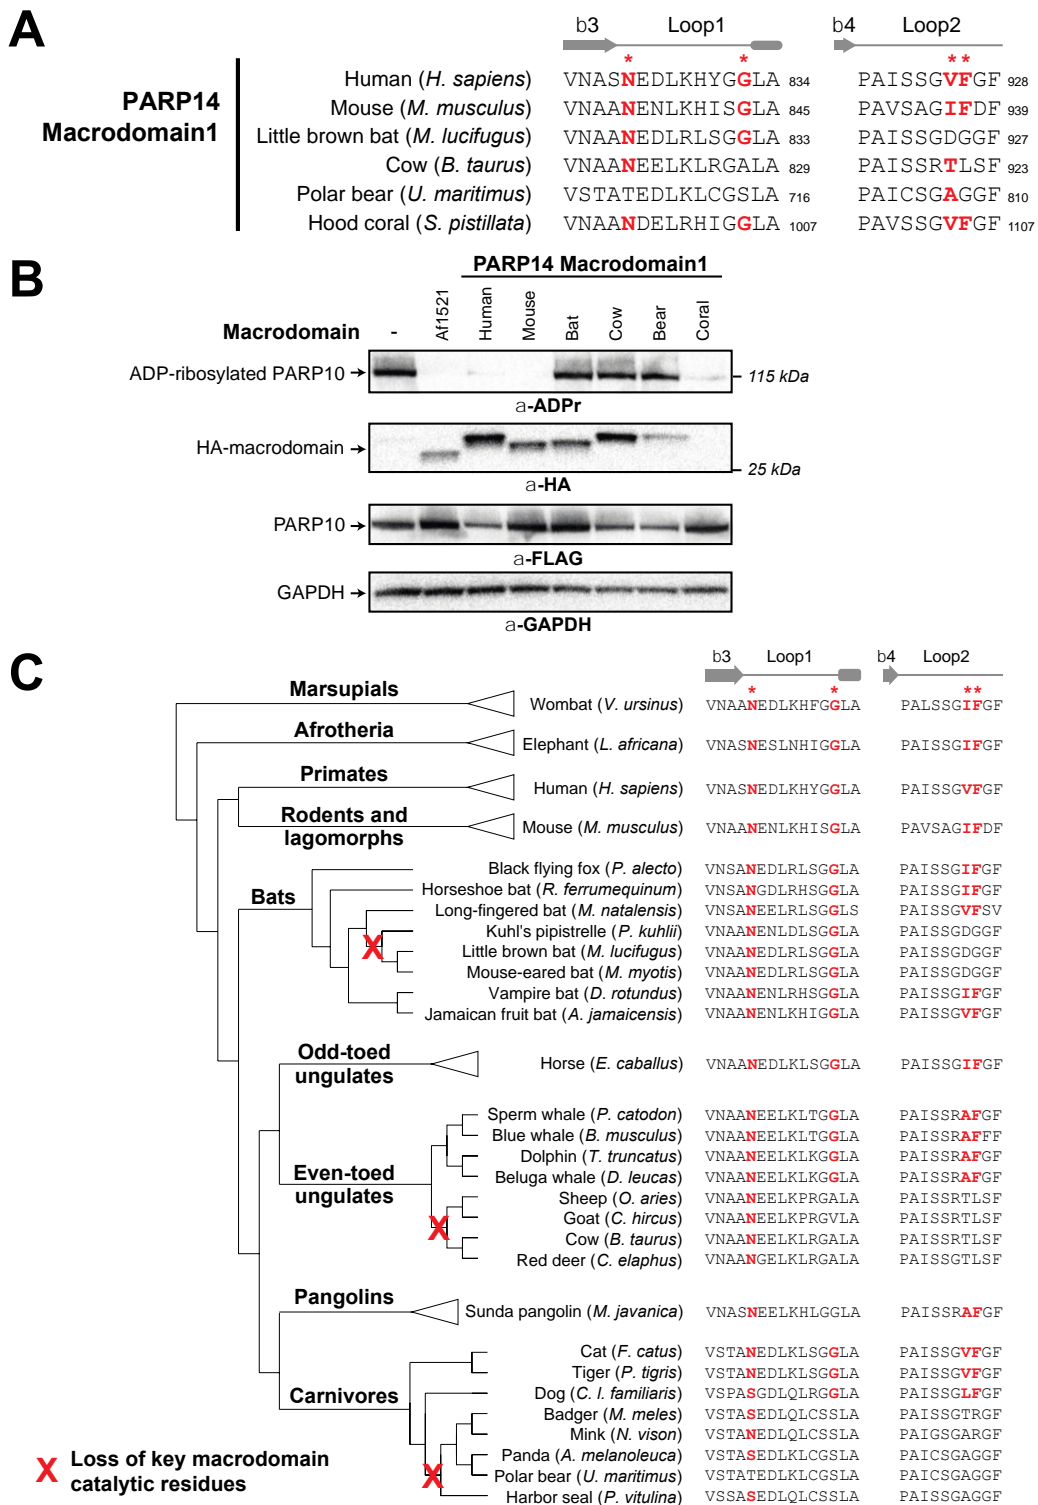 A
b3 Loop1 b4 Loop2
* * * *
PARP14
Macrodomain1
Human (H. sapiens) VNASNEDLKHYGGLA 834 PAISSGVFGF 928
Mouse (M. musculus) VNAANENLKHISGLA 845 PAVSAGIFDF 939
Little brown bat (M. lucifugus) VNAANEDLRLSGGLA 833 PAISSGDGGF 927
Cow (B. taurus) VNAANEELKLRGALA 829 PAISSRTLSF 923
Polar bear (U. maritimus) VSTATEDLKLCGSLA 716 PAICSGAGGF 810
Hood coral (S. pistillata) VNAANDELRHIGGLA 1007 PAVSSGVFGF 1107
B
PARP14 Macrodomain1
Macrodomain - Af1521 Human Mouse Bat Cow Bear Coral
ADP-ribosylated PARP10 → 115 kDa
a-ADPr
HA-macrodomain → 25 kDa
a-HA
PARP10 →
a-FLAG
GAPDH →
a-GAPDH
C
b3 Loop1 b4 Loop2
* * * *
Marsupials Wombat (V. ursinus) VNAANEDLKHFGGLA PALSSGIFGF
Afrotheria Elephant (L. africana) VNASNESLNHIGGLA PAISSGIFGF
Primates Human (H. sapiens) VNASNEDLKHYGGLA PAISSGVFGF
Rodents and
lagomorphs Mouse (M. musculus) VNAANENLKHISGLA PAVSAGIFDF
Bats
Black flying fox (P. alecto) VNSANEDLRLSGGLA PAISSGIFGF
Horseshoe bat (R. ferrumequinum) VNSANGDLRHSGGLA PAISSGIFGF
Long-fingered bat (M. natalensis) VNSANEELRLSGGLS PAISSGVFSV
Kuhl's pipistrelle (P. kuhlii) VNAANENLDLSGGLA PAISSGDGGF
Little brown bat (M. lucifugus) VNAANEDLRLSGGLA PAISSGDGGF
Mouse-eared bat (M. myotis) VNAANEDLRLSGGLA PAISSGDGGF
Vampire bat (D. rotundus) VNAANENLRHSGGLA PAISSGIFGF
Jamaican fruit bat (A. jamaicensis) VNAANENLKHIGGLA PAISSGVFGF
Odd-toed
ungulates Horse (E. caballus) VNAANEDLKLSGGLA PAISSGIFGF
Even-toed
ungulates
Sperm whale (P. catodon) VNAANEELKLTGGLA PAISSRAFGF
Blue whale (B. musculus) VNAANEELKLTGGLA PAISSRAFFF
Dolphin (T. truncatus) VNAANEELKLKGGLA PAISSRAFGF
Beluga whale (D. leucas) VNAANEELKLKGGLA PAISSRAFGF
Sheep (O. aries) VNAANEELKPRGALA PAISSRTLSF
Goat (C. hircus) VNAANEELKPRGVLA PAISSRTLSF
Cow (B. taurus) VNAANEELKLRGALA PAISSRTLSF
Red deer (C. elaphus) VNAANGELKLRGALA PAISSGTLSF
Pangolins Sunda pangolin (M. javanica) VNASNEELKHLGGLA PAISSRAFGF
Carnivores
Cat (F. catus) VSTANEDLKLSGGLA PAISSGVFGF
Tiger (P. tigris) VSTANEDLKLSGGLA PAISSGVFGF
Dog (C. l. familiaris) VSPASGDLQLRGGLA PAISSGLFGF
Badger (M. meles) VSTASEDLQLCSSLA PAISSGTRGF
Mink (N. vison) VSTANEDLQLCSSLA PAIGSGARGF
Panda (A. melanoleuca) VSTASEDLKLCGSLA PAICSGAGGF
Polar bear (U. maritimus) VSTATEDLKLCGSLA PAICSGAGGF
Harbor seal (P. vitulina) VSSASEDLKLCSSLA PAISSGAGGF
X Loss of key macrodomain
catalytic residues